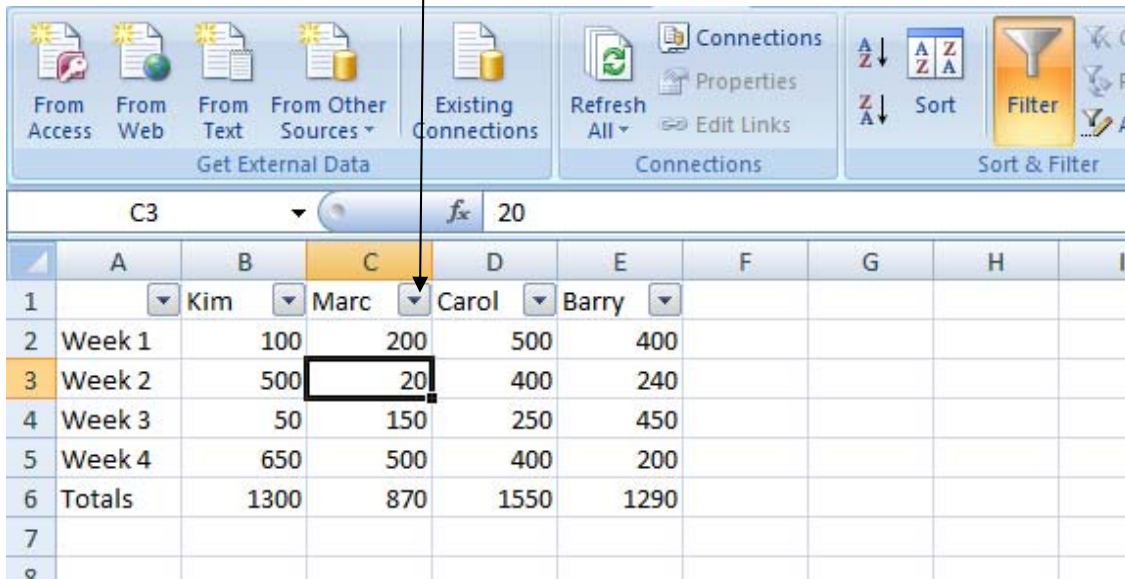 Connections
Properties
Edit Links
From Access
From Web
From Text
From Other Sources
Existing Connections
Refresh All
Sort
Filter
Get External Data
Connections
Sort & Filter
C3 fx 20
A B C D E F G H I
1 Kim Marc Carol Barry
2 Week 1 100 200 500 400
3 Week 2 500 20 400 240
4 Week 3 50 150 250 450
5 Week 4 650 500 400 200
6 Totals 1300 870 1550 1290
7
8